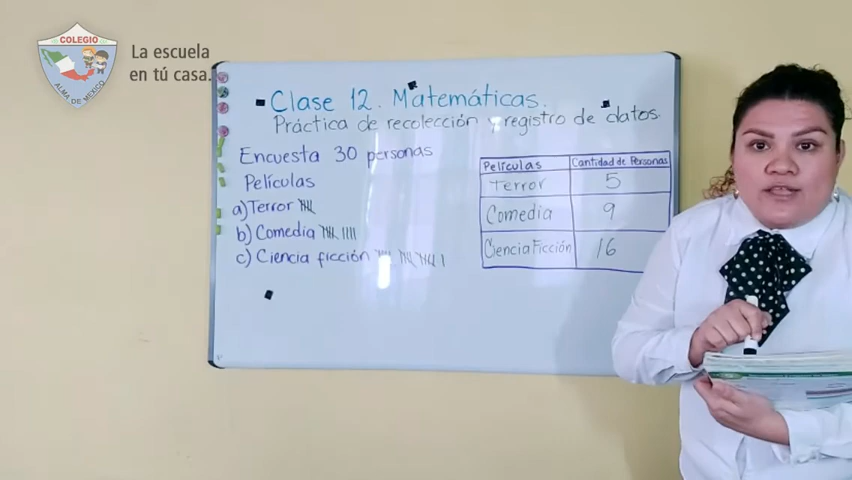 COLEGIO
ALMA DE MEXICO
La escuela
en tú casa.
Clase 12. Matemáticas.
Práctica de recolección y registro de datos.
Encuesta 30 personas
Películas
a) Terror
b) Comedia
c) Ciencia ficción
Películas Cantidad de Personas
Terror 5
Comedia 9
Ciencia Ficción 16